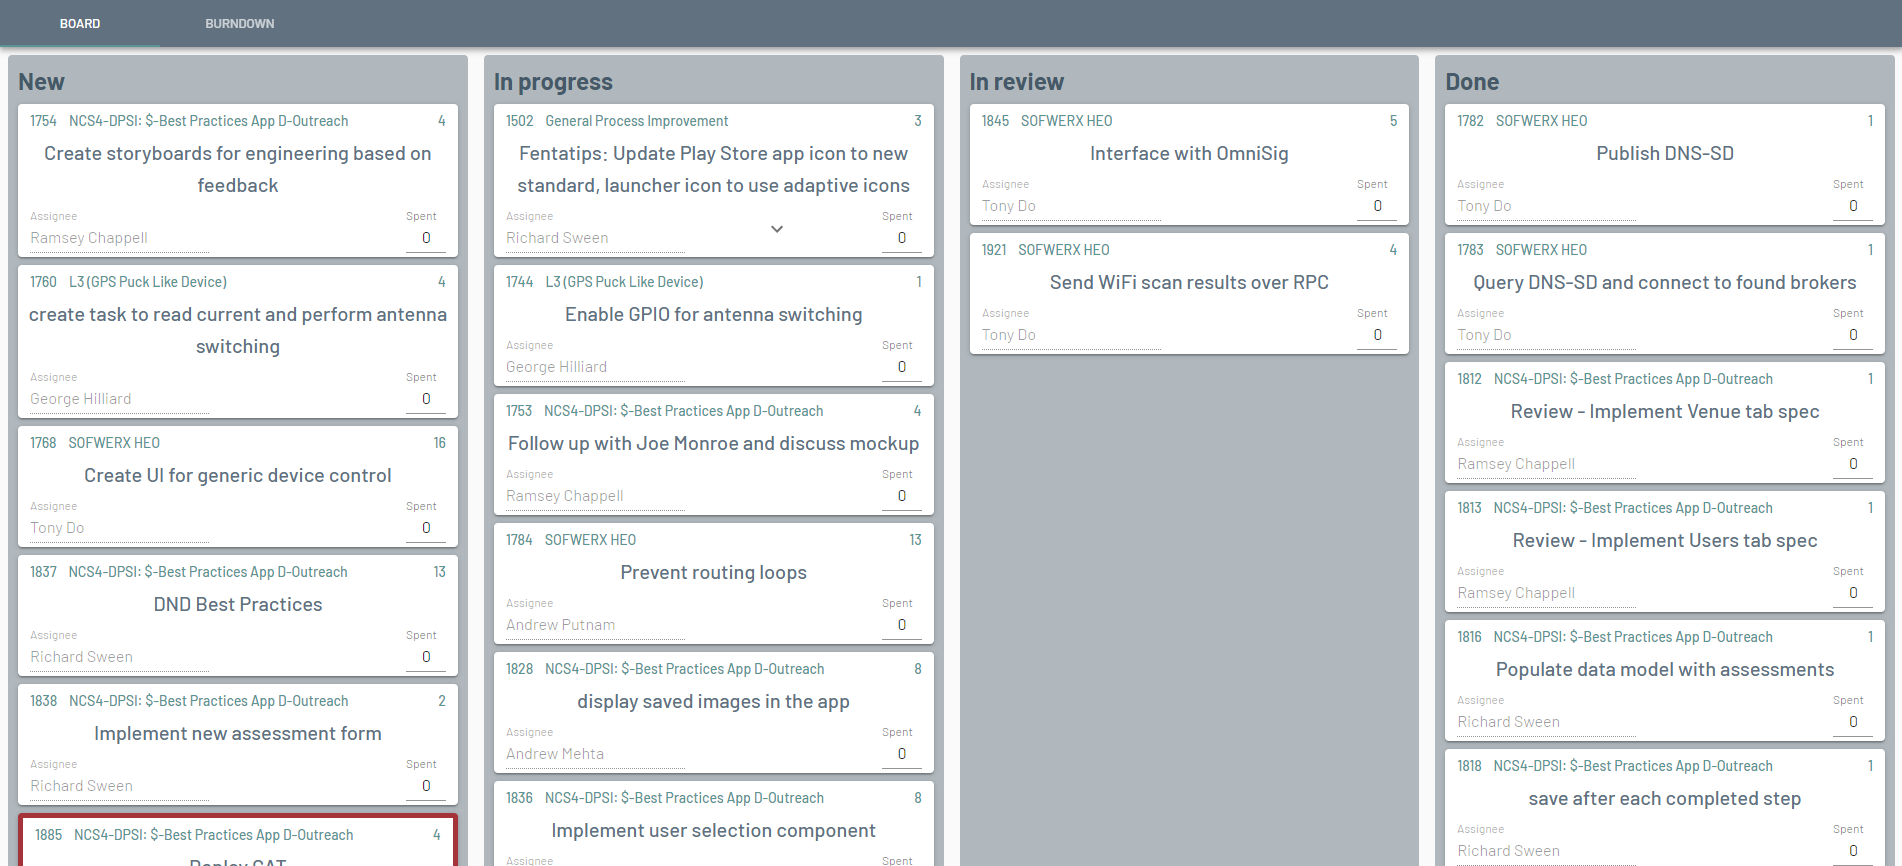 BOARD
BURNDOWN
New
1754 NCS4-DPSI: $-Best Practices App D-Outreach 4
Create storyboards for engineering based on
feedback
Assignee Spent
Ramsey Chappell 0
1760 L3 (GPS Puck Like Device) 4
create task to read current and perform antenna
switching
Assignee Spent
George Hilliard 0
1768 SOFWERX HEO 16
Create UI for generic device control
Assignee Spent
Tony Do 0
1837 NCS4-DPSI: $-Best Practices App D-Outreach 13
DND Best Practices
Assignee Spent
Richard Sween 0
1838 NCS4-DPSI: $-Best Practices App D-Outreach 2
Implement new assessment form
Assignee Spent
Richard Sween 0
1885 NCS4-DPSI: $-Best Practices App D-Outreach 4
In progress
1502 General Process Improvement 3
Fentatips: Update Play Store app icon to new
standard, launcher icon to use adaptive icons
Assignee Spent
Richard Sween 0
1744 L3 (GPS Puck Like Device) 1
Enable GPIO for antenna switching
Assignee Spent
George Hilliard 0
1753 NCS4-DPSI: $-Best Practices App D-Outreach 4
Follow up with Joe Monroe and discuss mockup
Assignee Spent
Ramsey Chappell 0
1784 SOFWERX HEO 13
Prevent routing loops
Assignee Spent
Andrew Putnam 0
1828 NCS4-DPSI: $-Best Practices App D-Outreach 8
display saved images in the app
Assignee Spent
Andrew Mehta 0
1836 NCS4-DPSI: $-Best Practices App D-Outreach 8
Implement user selection component
Assignee Spent
In review
1845 SOFWERX HEO 5
Interface with OmniSig
Assignee Spent
Tony Do 0
1921 SOFWERX HEO 4
Send WiFi scan results over RPC
Assignee Spent
Tony Do 0
Done
1782 SOFWERX HEO 1
Publish DNS-SD
Assignee Spent
Tony Do 0
1783 SOFWERX HEO 1
Query DNS-SD and connect to found brokers
Assignee Spent
Tony Do 0
1812 NCS4-DPSI: $-Best Practices App D-Outreach 1
Review - Implement Venue tab spec
Assignee Spent
Ramsey Chappell 0
1813 NCS4-DPSI: $-Best Practices App D-Outreach 1
Review - Implement Users tab spec
Assignee Spent
Ramsey Chappell 0
1816 NCS4-DPSI: $-Best Practices App D-Outreach 1
Populate data model with assessments
Assignee Spent
Richard Sween 0
1818 NCS4-DPSI: $-Best Practices App D-Outreach 1
save after each completed step
Assignee Spent
Richard Sween 0